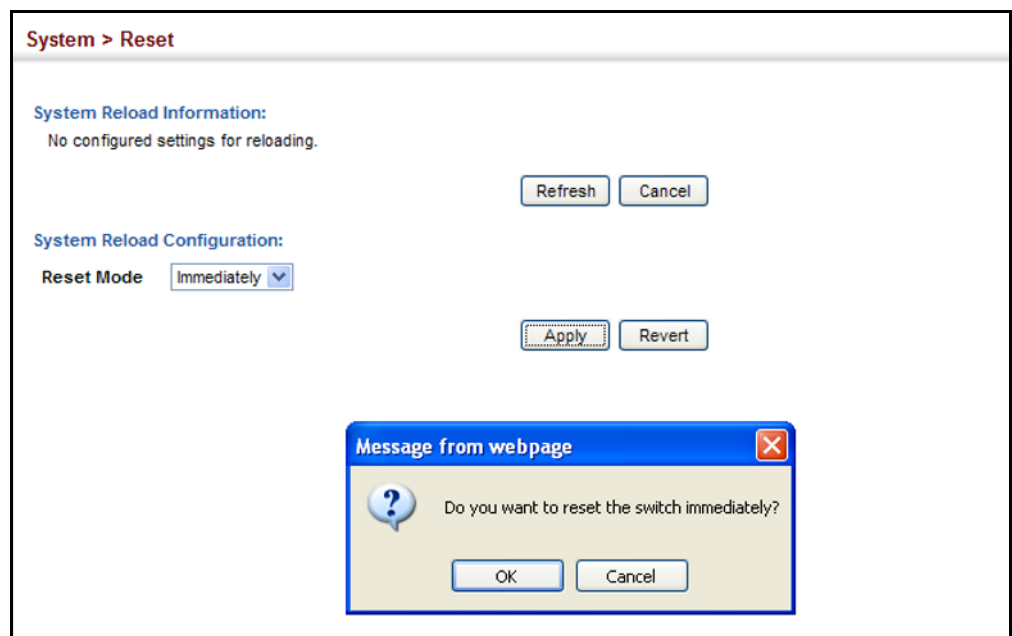 System > Reset
System Reload Information:
No configured settings for reloading.
Refresh Cancel
System Reload Configuration:
Reset Mode Immediately
Apply Revert
Message from webpage
Do you want to reset the switch immediately?
OK Cancel